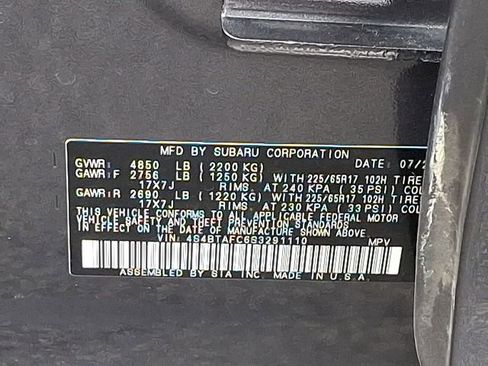 MFD BY SUBARU CORPORATION
GVWR: 4850 LB (2200 KG) DATE: 07/2
GAWR:F 2756 LB (1250 KG) WITH 225/65R17 102H TIRE
17X7J RIMS. AT 240 KPA ( 35 PSI) COLD
GAWR:R 2690 LB (1220 KG) WITH 225/65R17 102H TIRE
17X7J RIMS. AT 230 KPA ( 33 PSI) COLD
THIS VEHICLE CONFORMS TO ALL APPLICABLE FEDERAL MOTOR
VEHICLE SAFETY AND THEFT PREVENTION STANDARDS
IN EFFECT ON THE DATE OF MANUFACTURE SHOWN ABOVE
VIN: 4S4BTAFC6S3291110 MPV
ASSEMBLED BY SIA INC. MADE IN U.S.A.